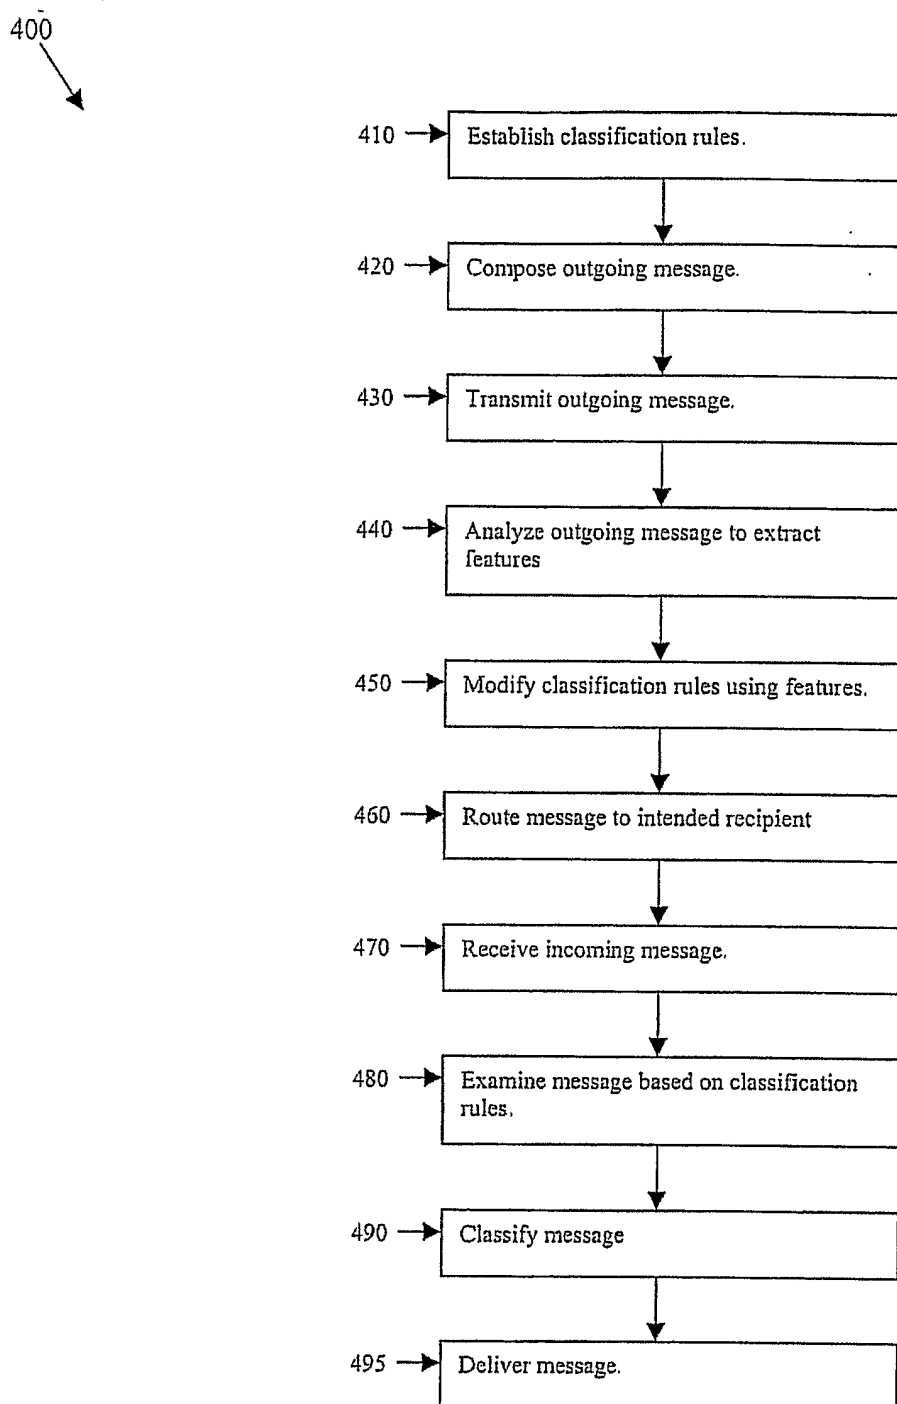 400
410 Establish classification rules.
420 Compose outgoing message.
430 Transmit outgoing message.
440 Analyze outgoing message to extract
features
450 Modify classification rules using features.
460 Route message to intended recipient
470 Receive incoming message.
480 Examine message based on classification
rules.
490 Classify message
495 Deliver message.